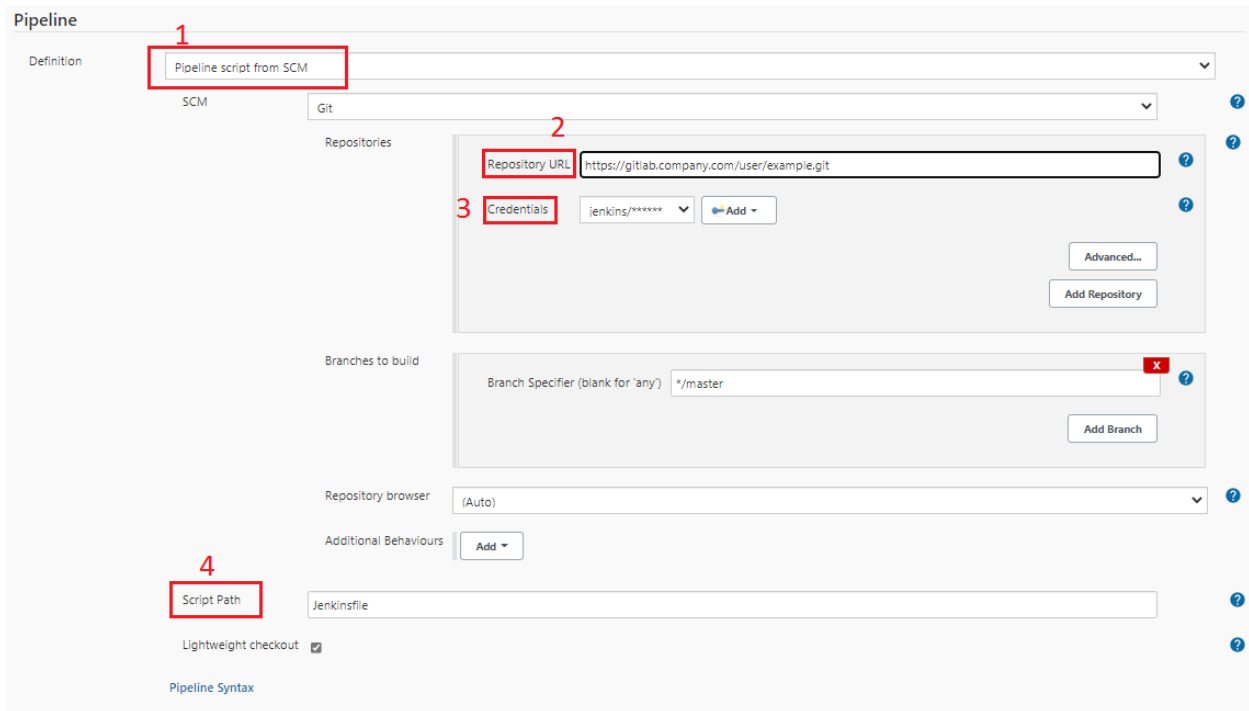 Pipeline
1
Definition
Pipeline script from SCM
SCM
Git
2
Repositories
Repository URL
https://gitlab.company.com/user/example.git
3
Credentials
jenkins/******
Add
Advanced...
Add Repository
Branches to build
X
Branch Specifier (blank for 'any')
*/master
Add Branch
Repository browser
(Auto)
Additional Behaviours
Add
4
Script Path
Jenkinsfile
Lightweight checkout
Pipeline Syntax